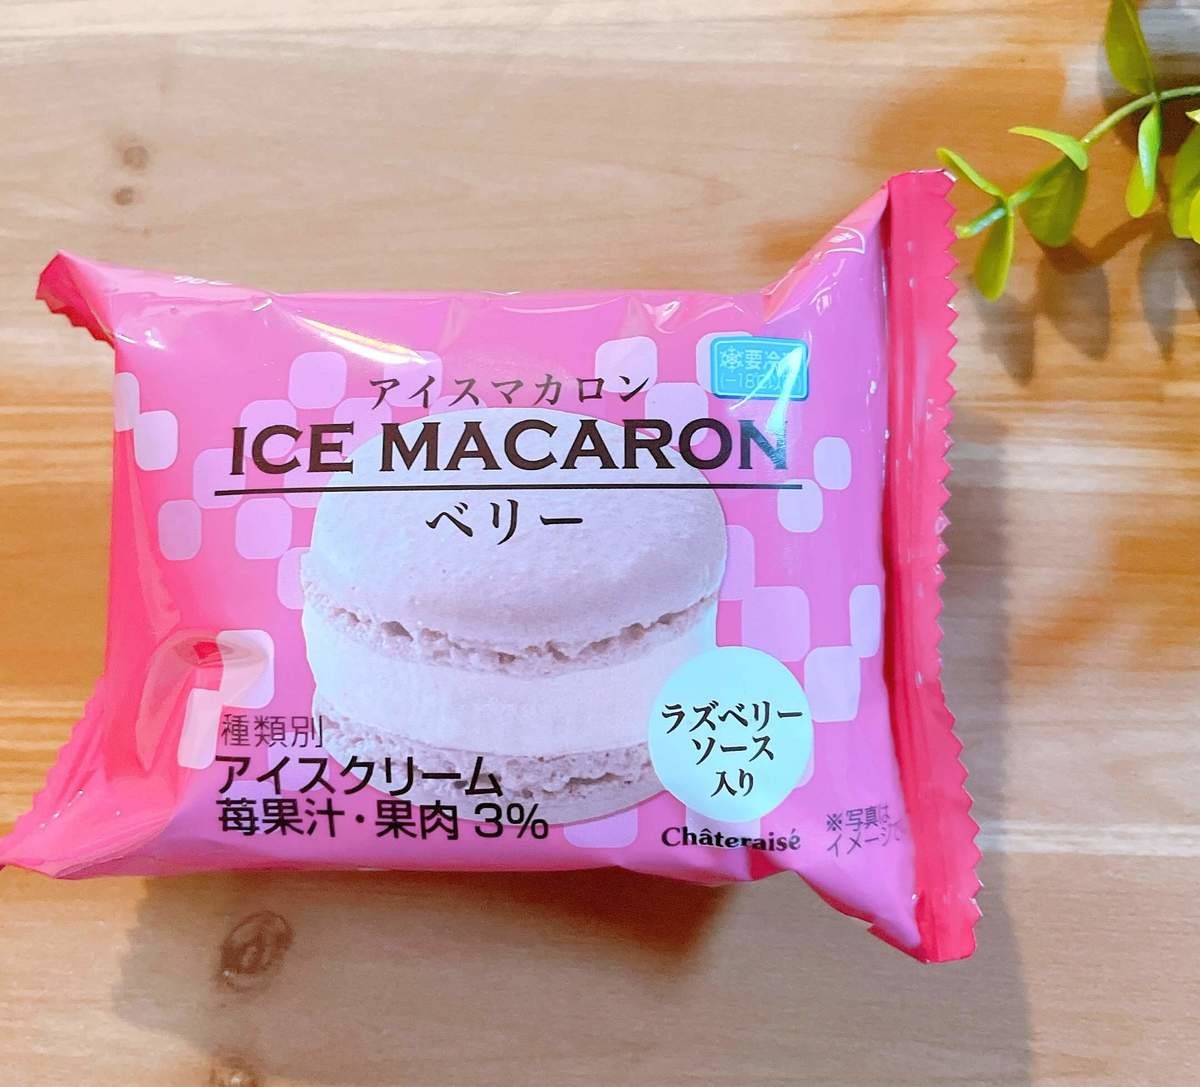 アイスマカロン
ICE MACARON
ベリー
種類別
アイスクリーム
苺果汁・果肉 3%
ラズベリー
ソース
入り
Châteraisé
※写真は
イメージ
要冷